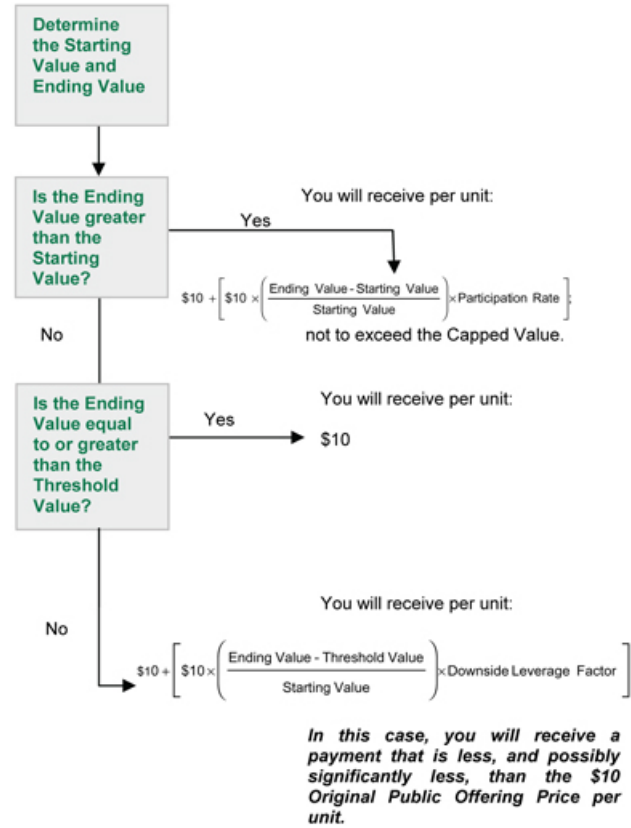 Determine
the Starting
Value and
Ending Value
Is the Ending
Value greater
than the
Starting
Value?
Yes
You will receive per unit:
$10 + [ $10 × ( Ending Value - Starting Value / Starting Value ) × Participation Rate ];
not to exceed the Capped Value.
No
Is the Ending
Value equal
to or greater
than the
Threshold
Value?
Yes
You will receive per unit:
$10
No
You will receive per unit:
$10 + [ $10 × ( Ending Value - Threshold Value / Starting Value ) × Downside Leverage Factor ]
In this case, you will receive a
payment that is less, and possibly
significantly less, than the $10
Original Public Offering Price per
unit.